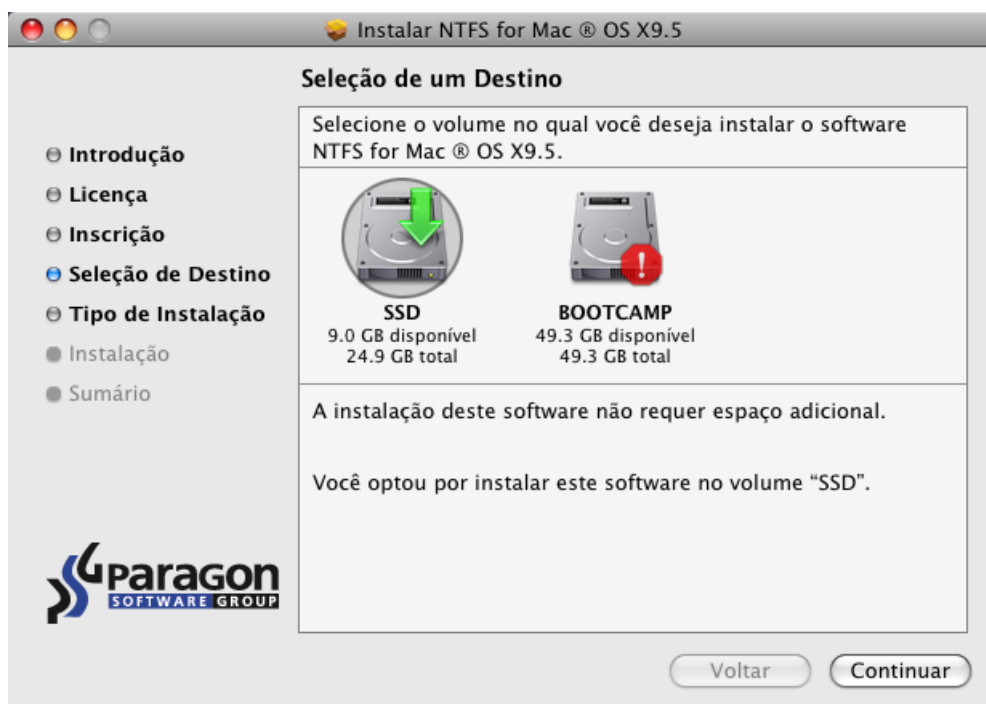 Instalar NTFS for Mac ® OS X9.5
Seleção de um Destino
Introdução
Licença
Inscrição
Seleção de Destino
Tipo de Instalação
Instalação
Sumário
Selecione o volume no qual você deseja instalar o software
NTFS for Mac ® OS X9.5.
SSD
9.0 GB disponível
24.9 GB total
BOOTCAMP
49.3 GB disponível
49.3 GB total
A instalação deste software não requer espaço adicional.
Você optou por instalar este software no volume “SSD”.
Paragon
SOFTWARE GROUP
Voltar
Continuar